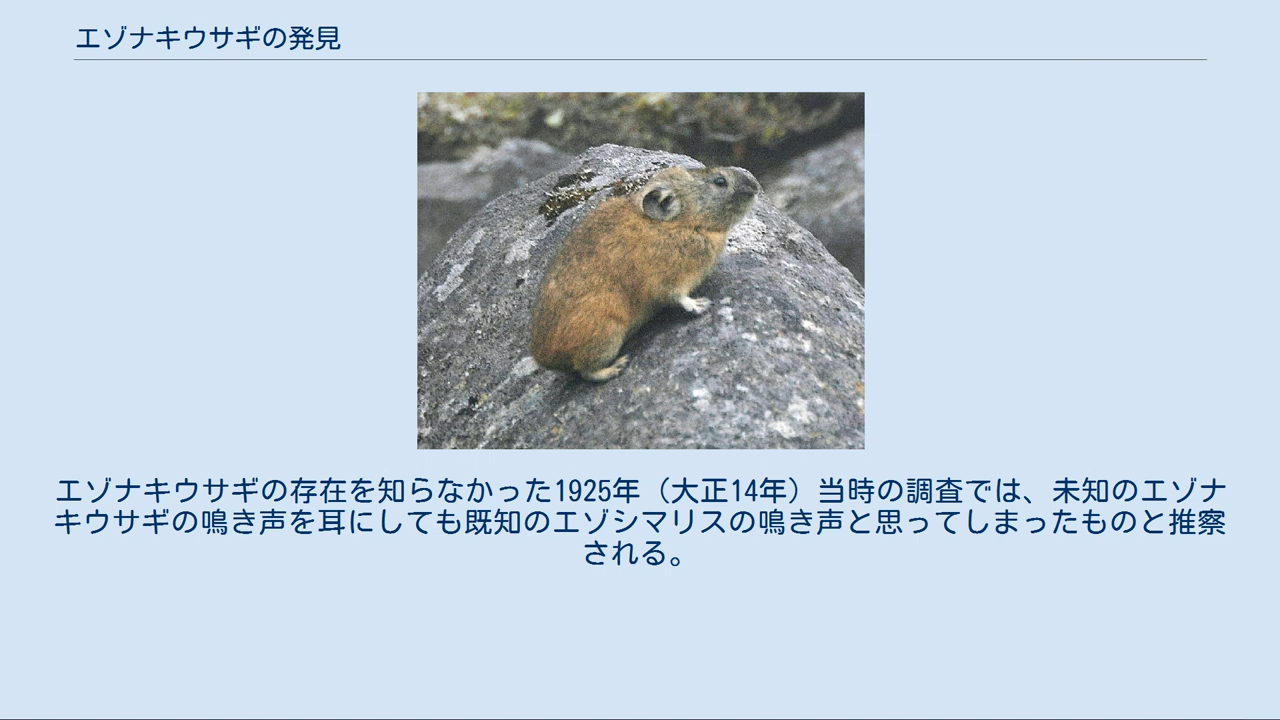 エゾナキウサギの発見
エゾナキウサギの存在を知らなかった1925年（大正14年）当時の調査では、未知のエゾナ
キウサギの鳴き声を耳にしても既知のエゾシマリスの鳴き声と思ってしまったものと推察
される。